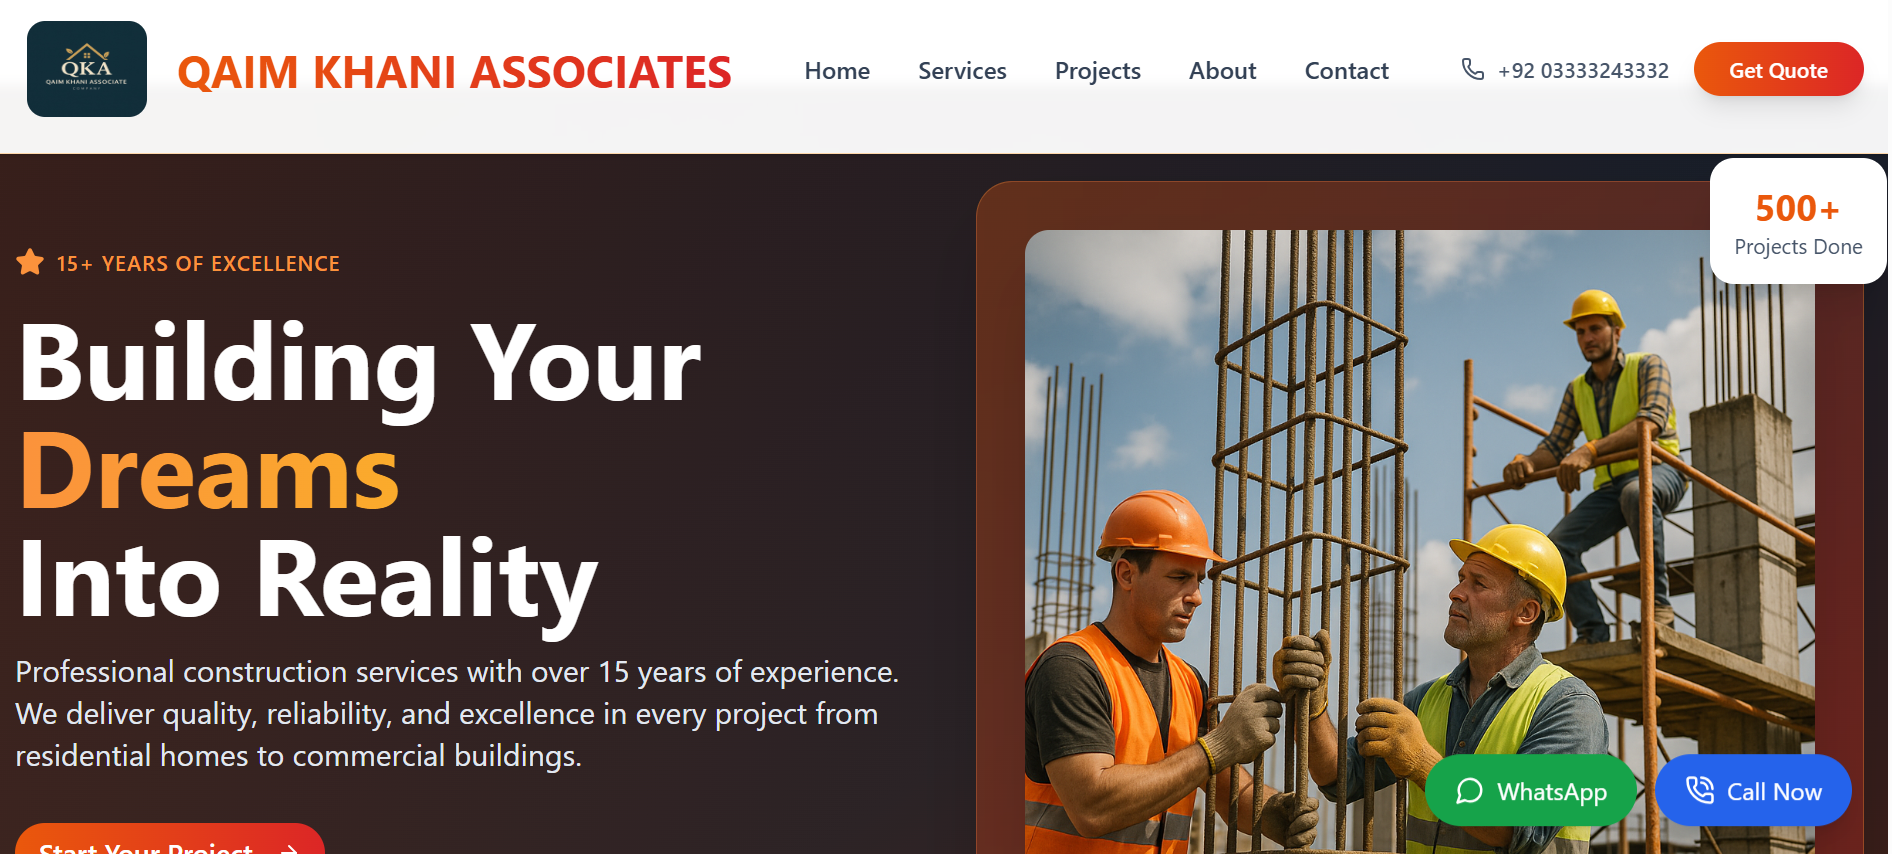 QKA
QAIM KHANI ASSOCIATE
COMPANY
QAIM KHANI ASSOCIATES
Home
Services
Projects
About
Contact
+92 03333243332
Get Quote
500+
Projects Done
15+ YEARS OF EXCELLENCE
Building Your
Dreams
Into Reality
Professional construction services with over 15 years of experience.
We deliver quality, reliability, and excellence in every project from
residential homes to commercial buildings.
Start Your Project
WhatsApp
Call Now